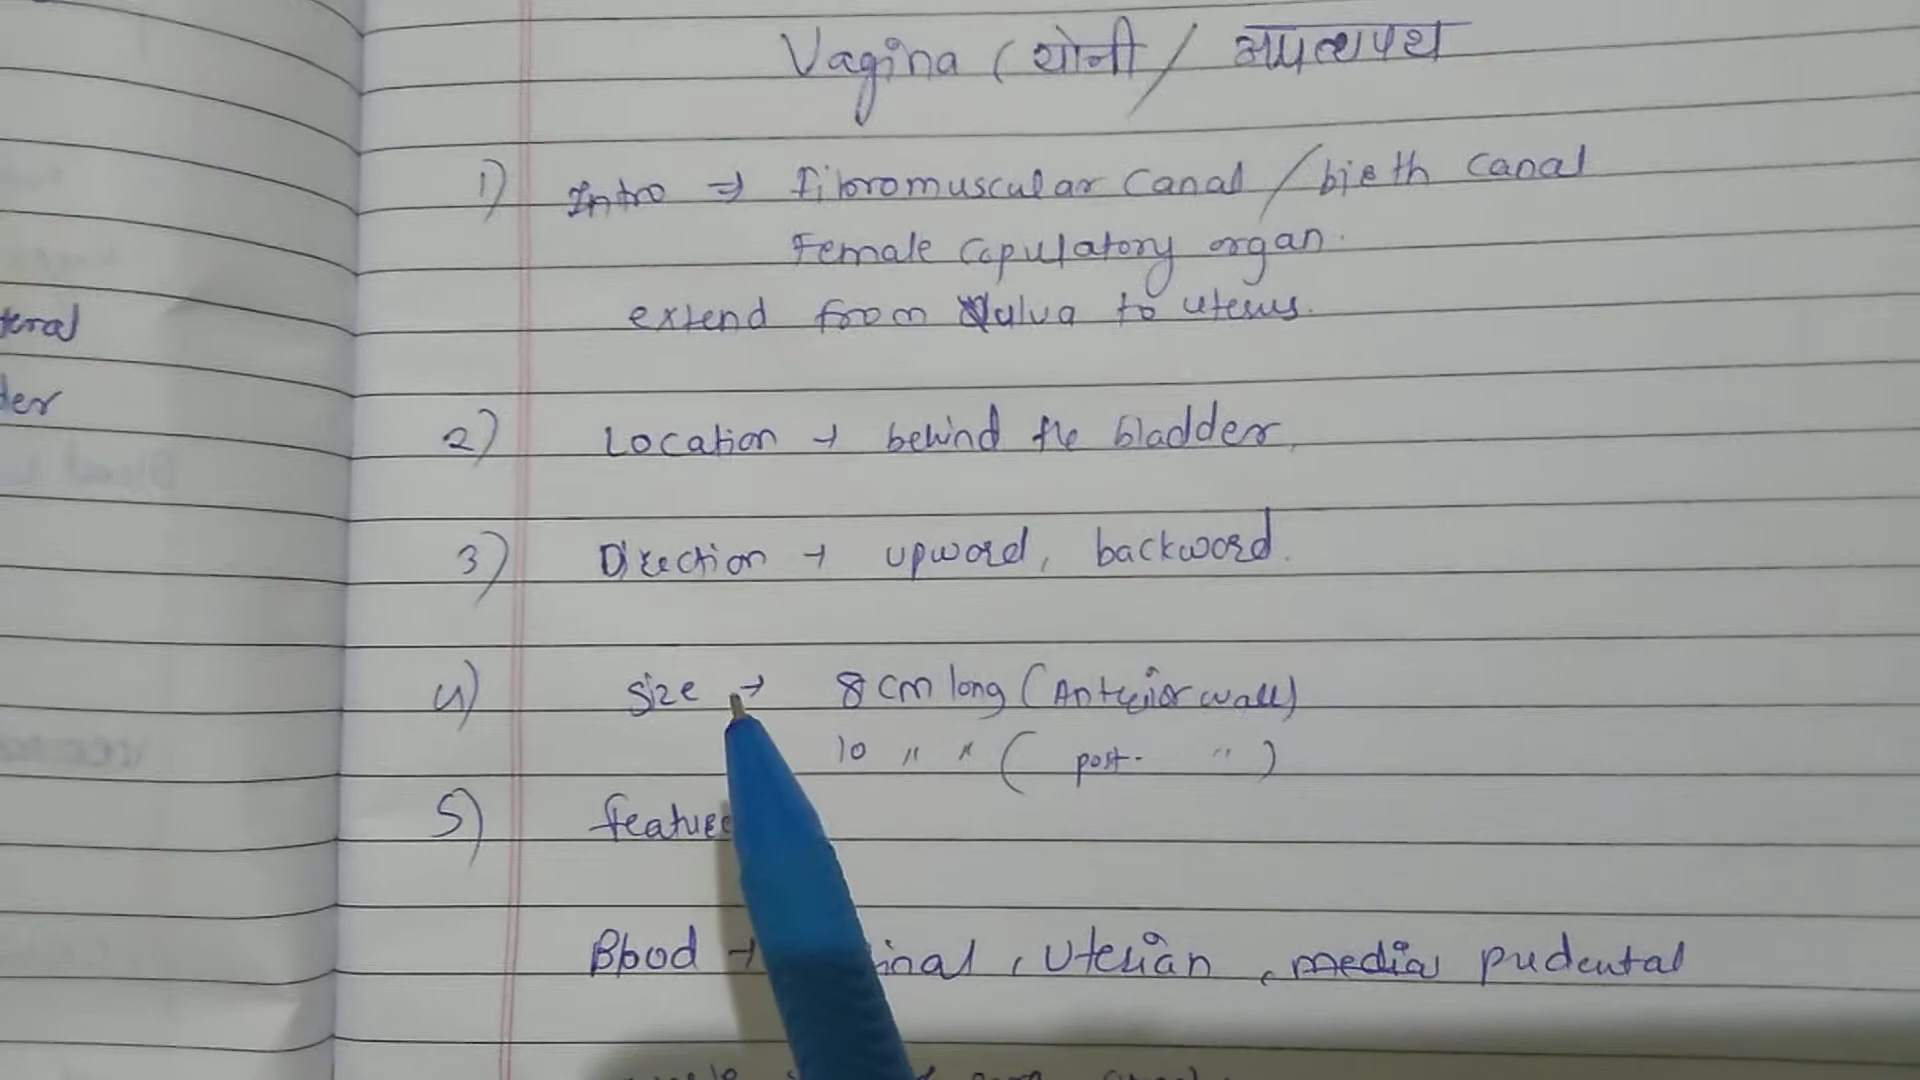 teral
der
Vagina (योनी / अपत्यपथ
1) Intro ⇒ Fibromuscular Canal / birth canal
Female copulatory organ.
extend from Vulva to uterus.
2) Location → behind the bladder,
3) Direction → upword, backword.
4) Size → 8 cm long (Anterior wall)
10 〃 〃 ( post- 〃 )
5) feature
Blood → inal, Uterian, media pudental